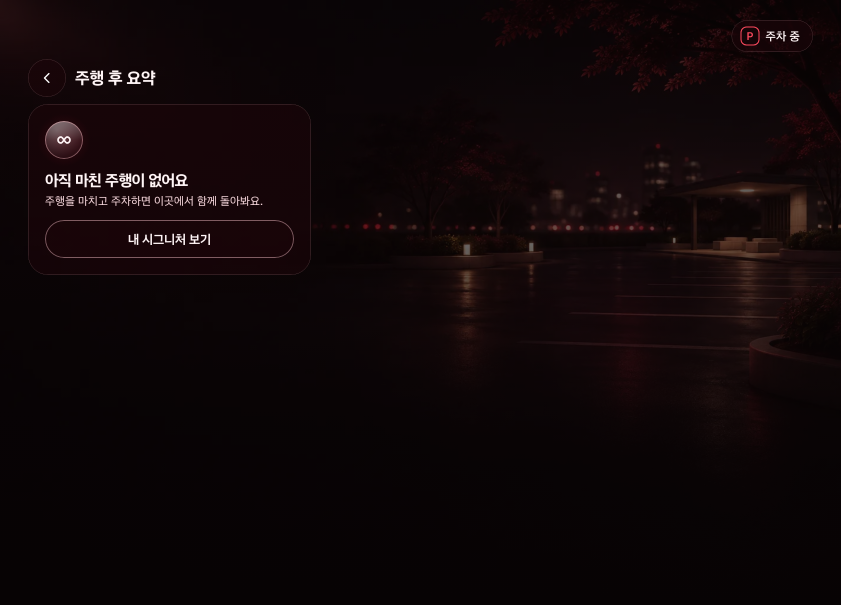 P 주차 중
주행 후 요약
∞
아직 마친 주행이 없어요
주행을 마치고 주차하면 이곳에서 함께 돌아봐요.
내 시그니처 보기